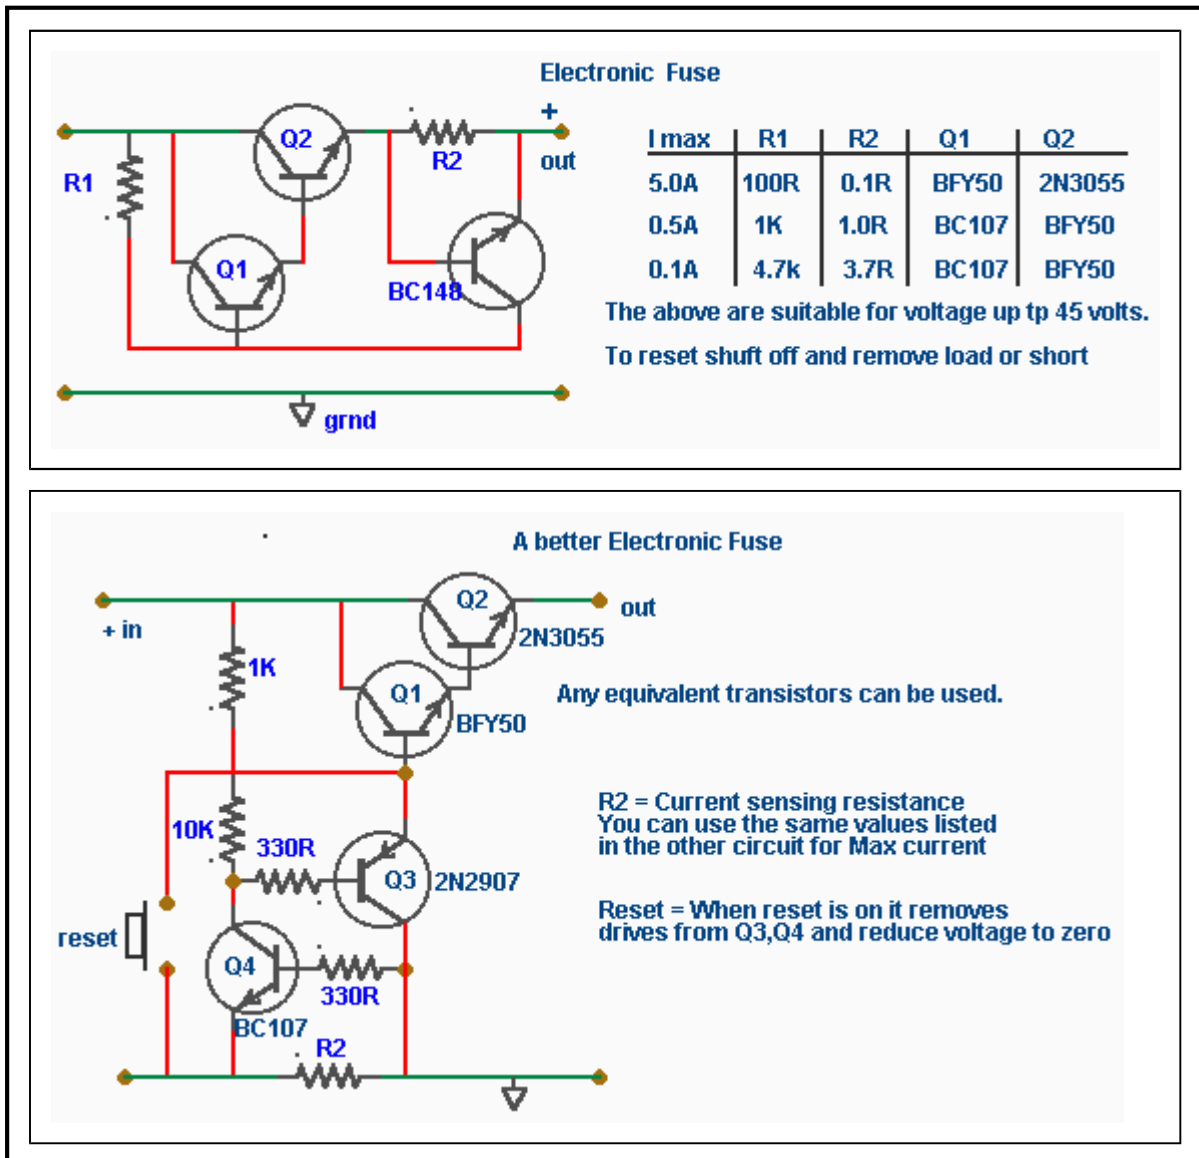 Electronic Fuse
+
out
Q2
R2
R1
Q1
BC148
grnd
I max R1 R2 Q1 Q2
5.0A 100R 0.1R BFY50 2N3055
0.5A 1K 1.0R BC107 BFY50
0.1A 4.7k 3.7R BC107 BFY50
The above are suitable for voltage up tp 45 volts.
To reset shuft off and remove load or short
A better Electronic Fuse
+ in
Q2
out
2N3055
1K
Q1
BFY50
Any equivalent transistors can be used.
10K
330R
Q3
2N2907
R2 = Current sensing resistance
You can use the same values listed
in the other circuit for Max current
reset
Q4
330R
BC107
R2
Reset = When reset is on it removes
drives from Q3,Q4 and reduce voltage to zero